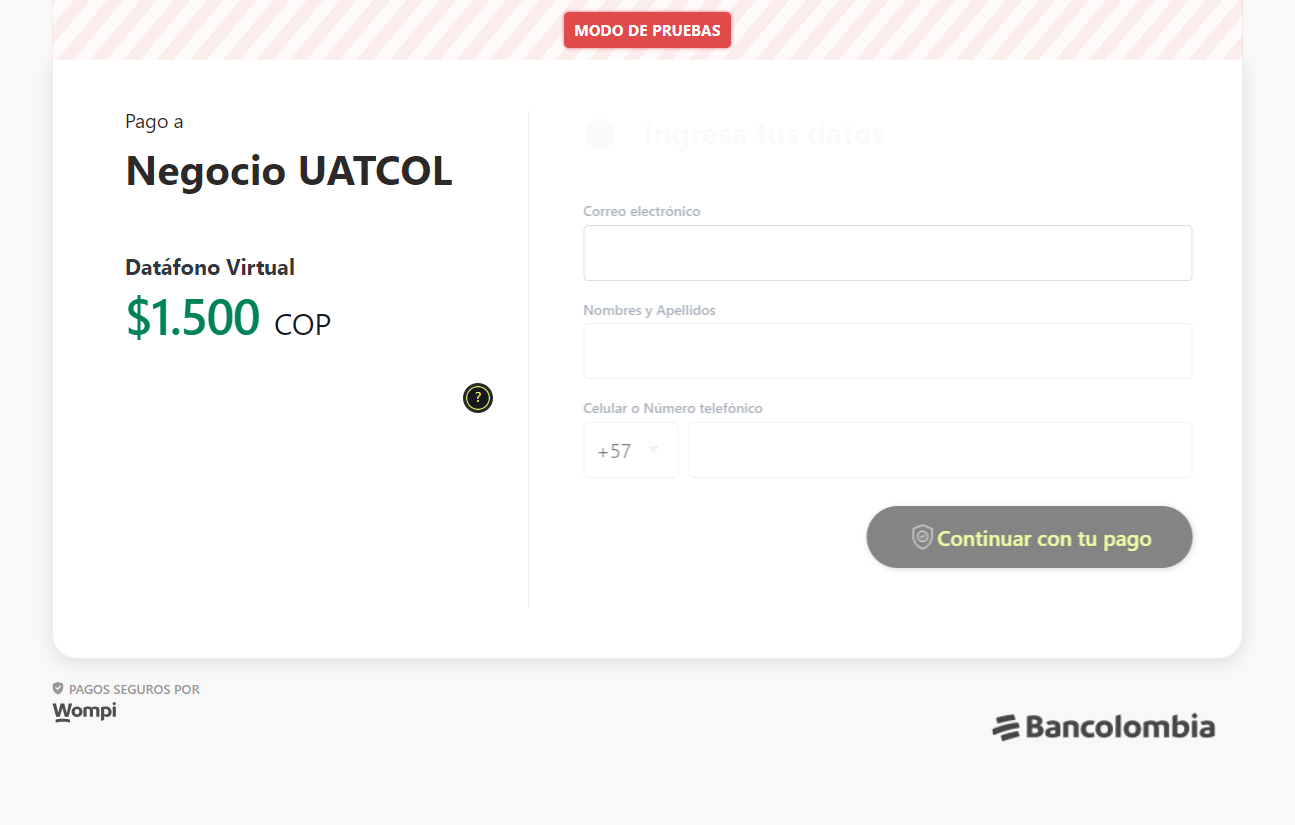 MODO DE PRUEBAS
Pago a
Negocio UATCOL
Datáfono Virtual
$1.500 COP
?
Ingresa tus datos
Correo electrónico
Nombres y Apellidos
Celular o Número telefónico
+57
Continuar con tu pago
PAGOS SEGUROS POR
Wompi
Bancolombia